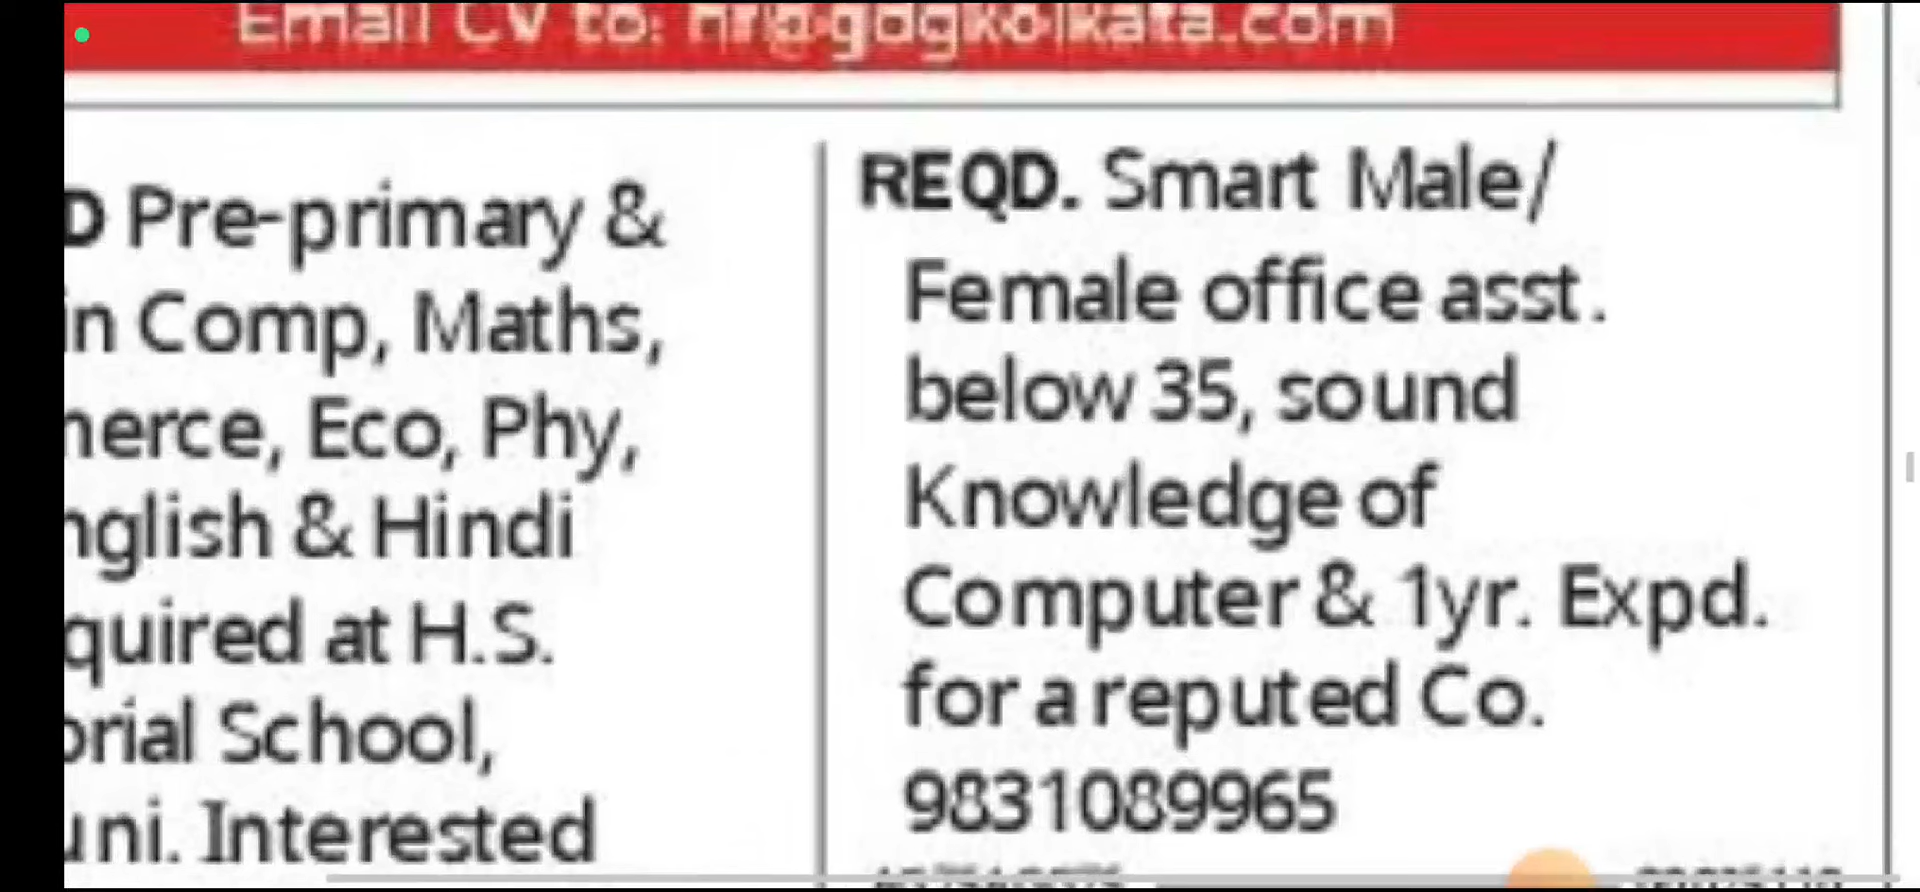 Email CV to: hr@gdgkolkata.com
D Pre-primary &
in Comp, Maths,
merce, Eco, Phy,
nglish & Hindi
quired at H.S.
orial School,
uni. Interested
REQD. Smart Male/
Female office asst.
below 35, sound
Knowledge of
Computer & 1yr. Expd.
for a reputed Co.
9831089965